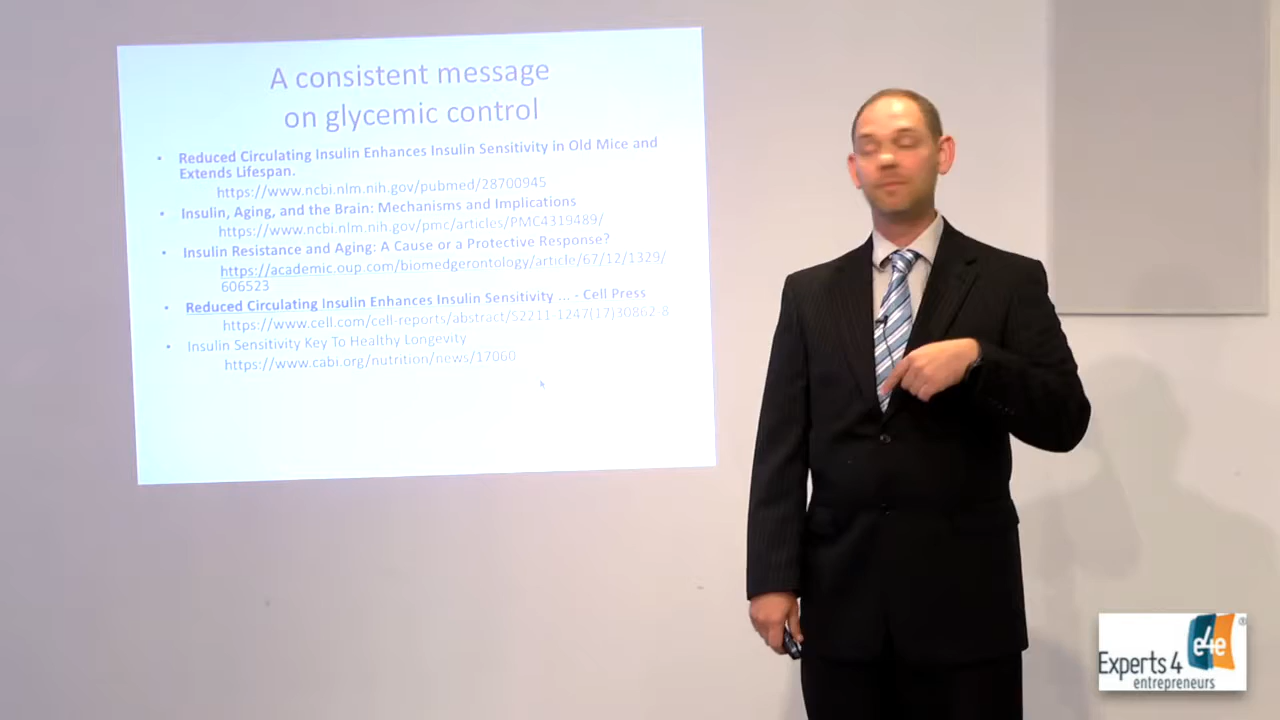 A consistent message
on glycemic control
• Reduced Circulating Insulin Enhances Insulin Sensitivity in Old Mice and
Extends Lifespan.
https://www.ncbi.nlm.nih.gov/pubmed/28700945
• Insulin, Aging, and the Brain: Mechanisms and Implications
https://www.ncbi.nlm.nih.gov/pmc/articles/PMC4319489/
• Insulin Resistance and Aging: A Cause or a Protective Response?
https://academic.oup.com/biomedgerontology/article/67/12/1329/
606523
• Reduced Circulating Insulin Enhances Insulin Sensitivity ... - Cell Press
https://www.cell.com/cell-reports/abstract/S2211-1247(17)30862-8
• Insulin Sensitivity Key To Healthy Longevity
https://www.cabi.org/nutrition/news/17060
e4e ®
Experts 4
entrepreneurs